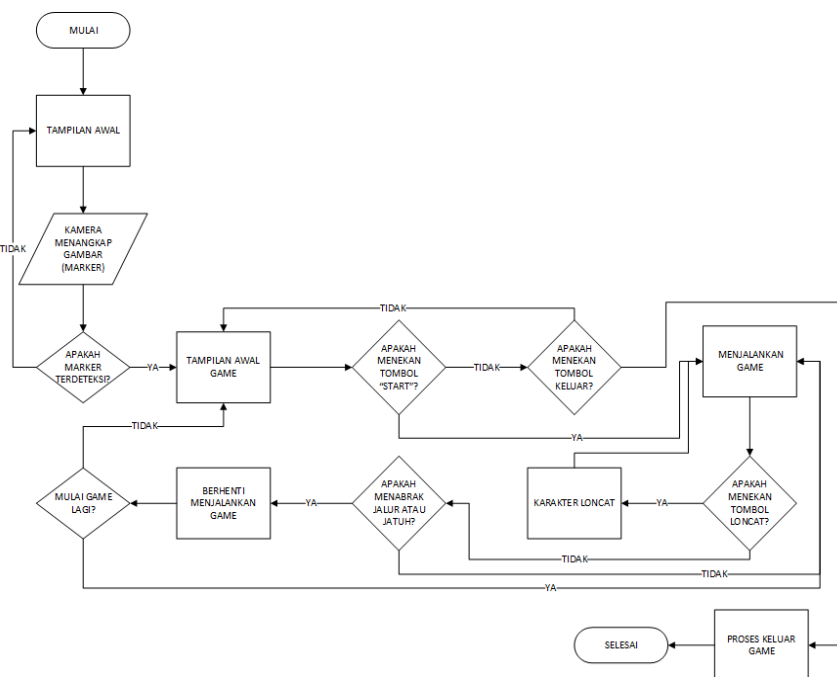 MULAI
TAMPILAN AWAL
KAMERA
MENANGKAP
GAMBAR
(MARKER)
TIDAK
APAKAH
MARKER
TERDETEKSI?
YA
TAMPILAN AWAL
GAME
TIDAK
APAKAH
MENEKAN
TOMBOL
“START”?
TIDAK
APAKAH
MENEKAN
TOMBOL
KELUAR?
MENJALANKAN
GAME
YA
TIDAK
MULAI GAME
LAGI?
BERHENTI
MENJALANKAN
GAME
YA
APAKAH
MENABRAK
JALUR ATAU
JATUH?
KARAKTER LONCAT
YA
APAKAH
MENEKAN
TOMBOL
LONCAT?
TIDAK
TIDAK
YA
SELESAI
PROSES KELUAR
GAME